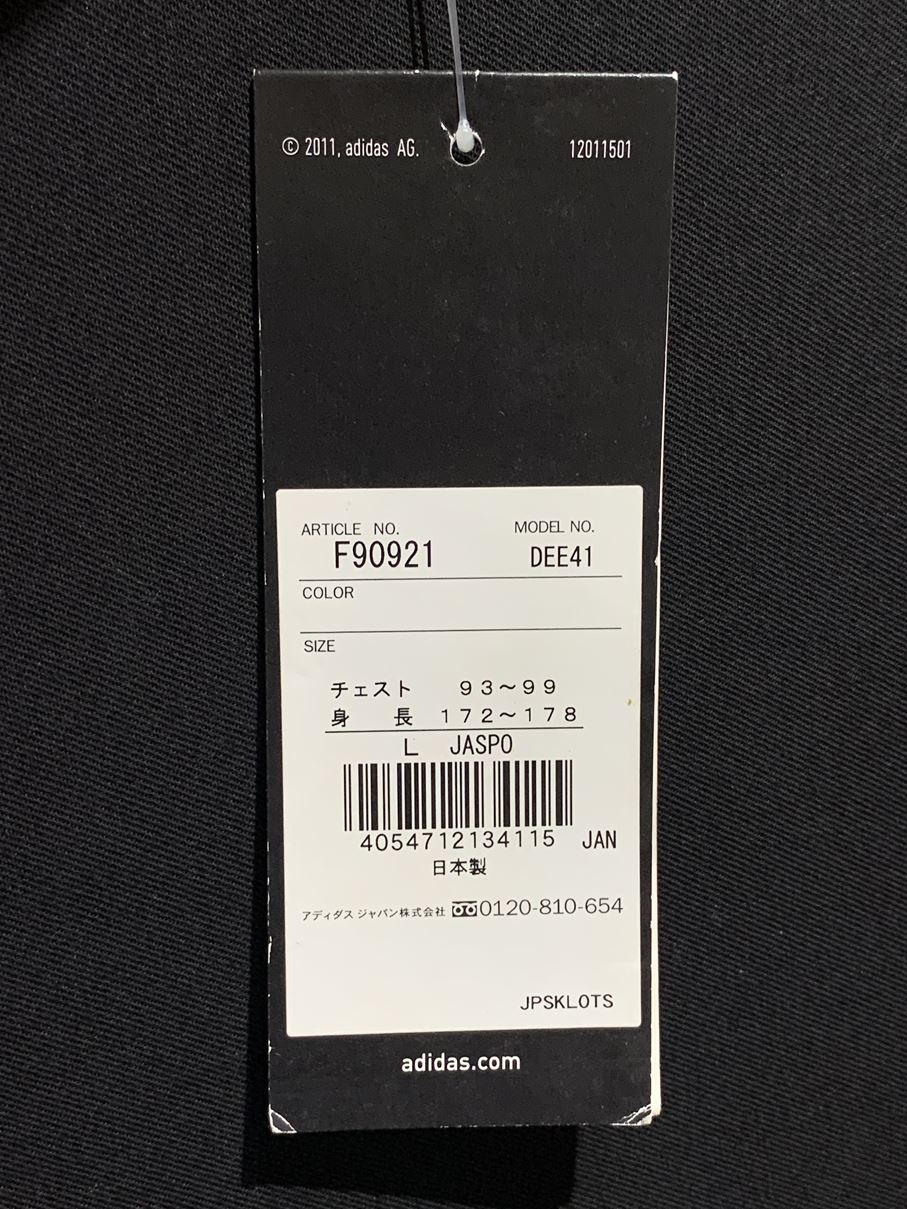 © 2011, adidas AG.
12011501
ARTICLE NO.
MODEL NO.
F90921
DEE41
COLOR
SIZE
チェスト 93～99
身 長 172～178
L JASPO
4054712134115 JAN
日本製
アディダス ジャパン株式会社 0120-810-654
JPSKLOTS
adidas.com